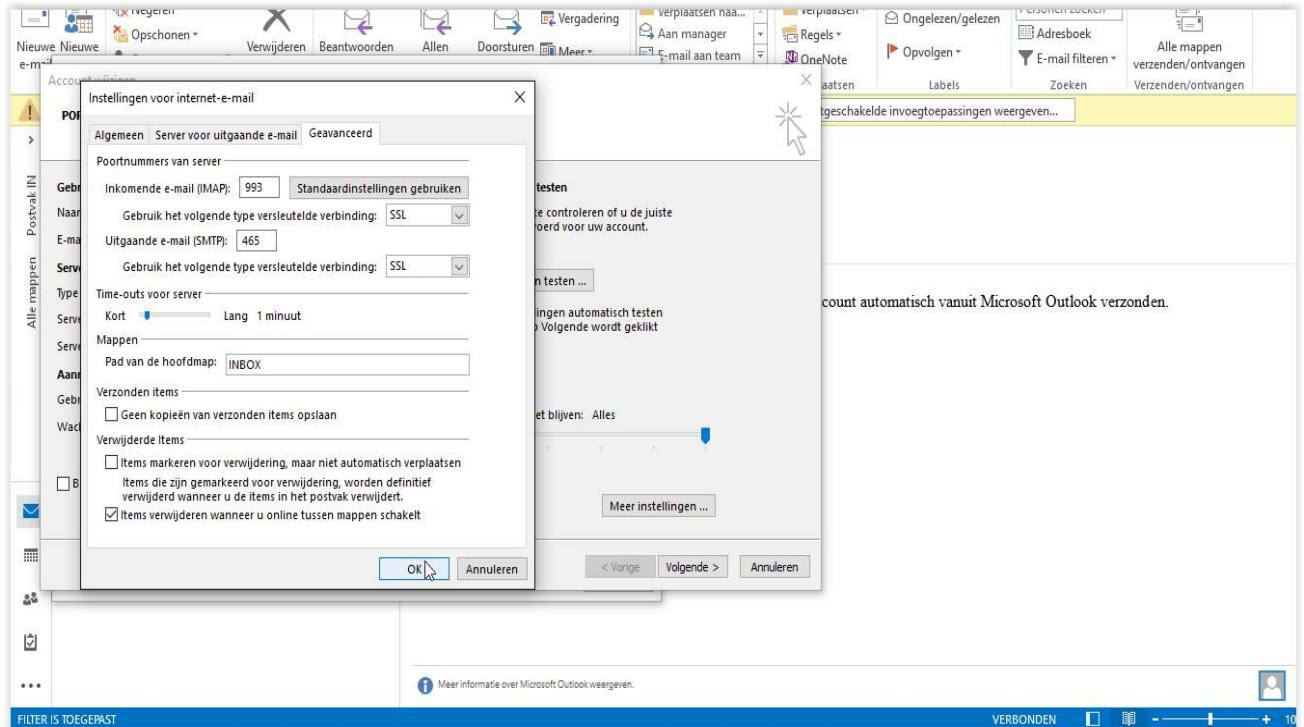 Negeren
Opschonen
Vergadering
Ongelezen/gelezen
Aan manager
Regels
Adresboek
Nieuwe Nieuwe
Verwijderen
Beantwoorden
Allen
Doorsturen
Meer
E-mail aan team
OneNote
Opvolgen
E-mail filteren
Alle mappen
verzenden/ontvangen
Labels
Zoeken
Verzenden/ontvangen
Instellingen voor internet-e-mail
weergeven...
Algemeen
Server voor uitgaande e-mail
Geavanceerd
Poortnummers van server
Inkomende e-mail (IMAP): 993 Standaardinstellingen gebruiken
Gebruik het volgende type versleutelde verbinding: SSL
Uitgaande e-mail (SMTP): 465
Gebruik het volgende type versleutelde verbinding: SSL
Time-outs voor server
Kort Lang 1 minuut
Mappen
Pad van de hoofdmap: INBOX
Verzonden items
Geen kopieën van verzonden items opslaan
Verwijderde Items
Items markeren voor verwijdering, maar niet automatisch verplaatsen
Items die zijn gemarkeerd voor verwijdering, worden definitief
verwijderd wanneer u de items in het postvak verwijdert.
Items verwijderen wanneer u online tussen mappen schakelt
OK Annuleren
testen
controleren of u de juiste
voor uw account.
testen ...
automatisch testen
Volgende wordt geklikt
blijven: Alles
Meer instellingen ...
< Vorige Volgende > Annuleren
automatisch vanuit Microsoft Outlook verzonden.
Postvak IN
Alle mappen
Meer informatie over Microsoft Outlook weergeven.
FILTER IS TOEGEPAST
VERBONDEN
10